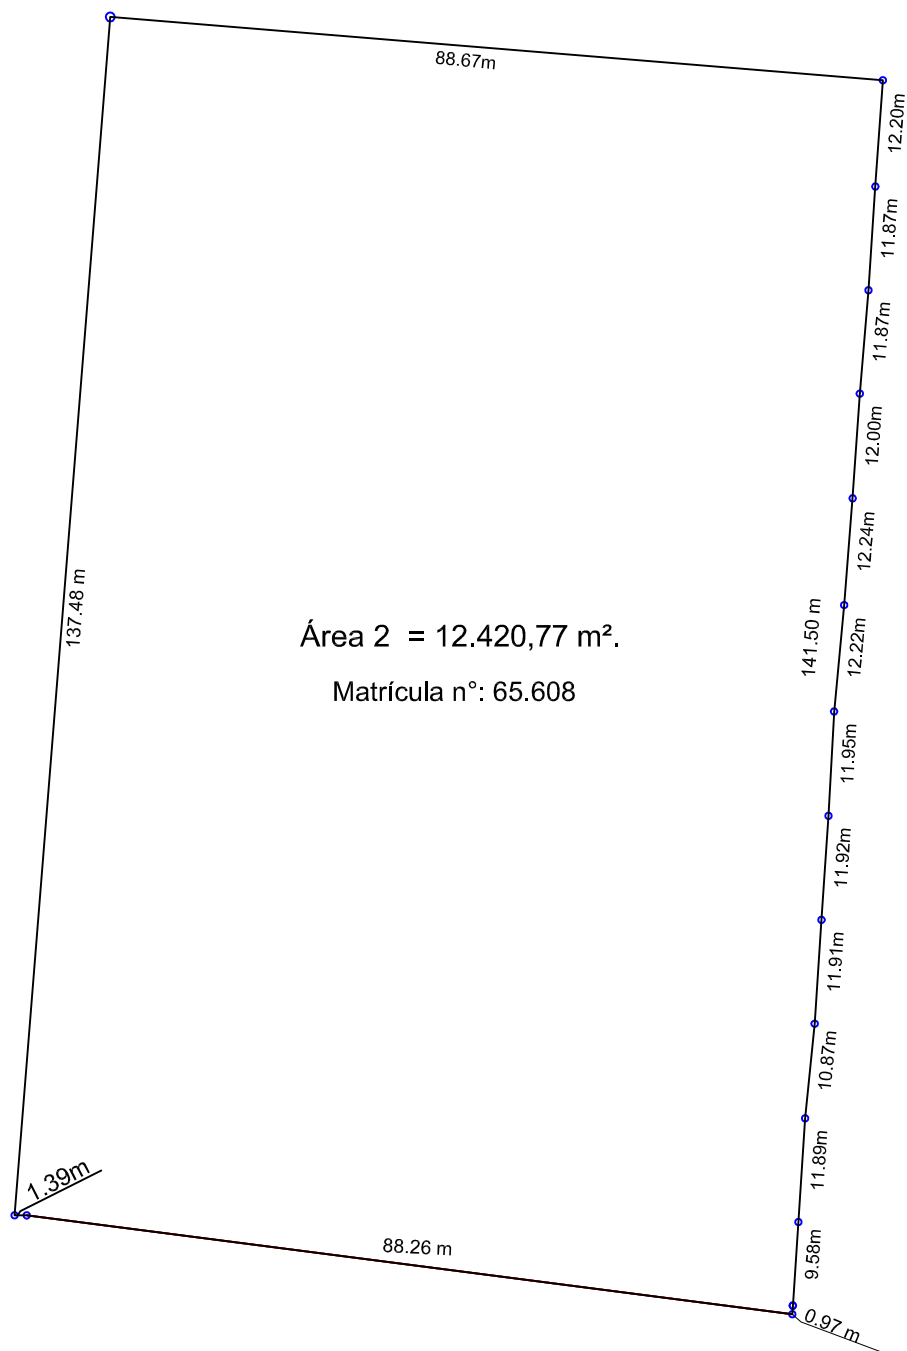 88.67m
12.20m
11.87m
11.87m
12.00m
12.24m
137.48 m
141.50 m
12.22m
Área 2 = 12.420,77 m².
Matrícula n°: 65.608
11.95m
11.92m
11.91m
10.87m
11.89m
1.39m
88.26 m
9.58m
0.97 m